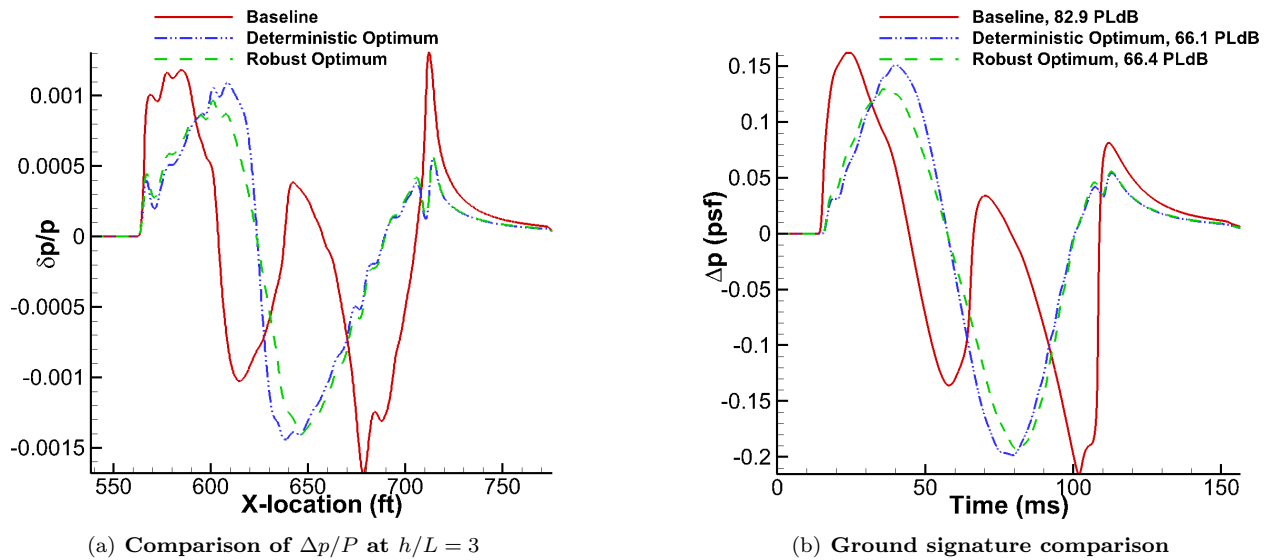 Baseline
Deterministic Optimum
Robust Optimum
0.001
0.0005
0
-0.0005
-0.001
-0.0015
δp/p
550 600 650 700 750
X-location (ft)
(a) Comparison of Δp/P at h/L = 3
Baseline, 82.9 PLdB
Deterministic Optimum, 66.1 PLdB
Robust Optimum, 66.4 PLdB
0.15
0.1
0.05
0
-0.05
-0.1
-0.15
-0.2
Δp (psf)
0 50 100 150
Time (ms)
(b) Ground signature comparison